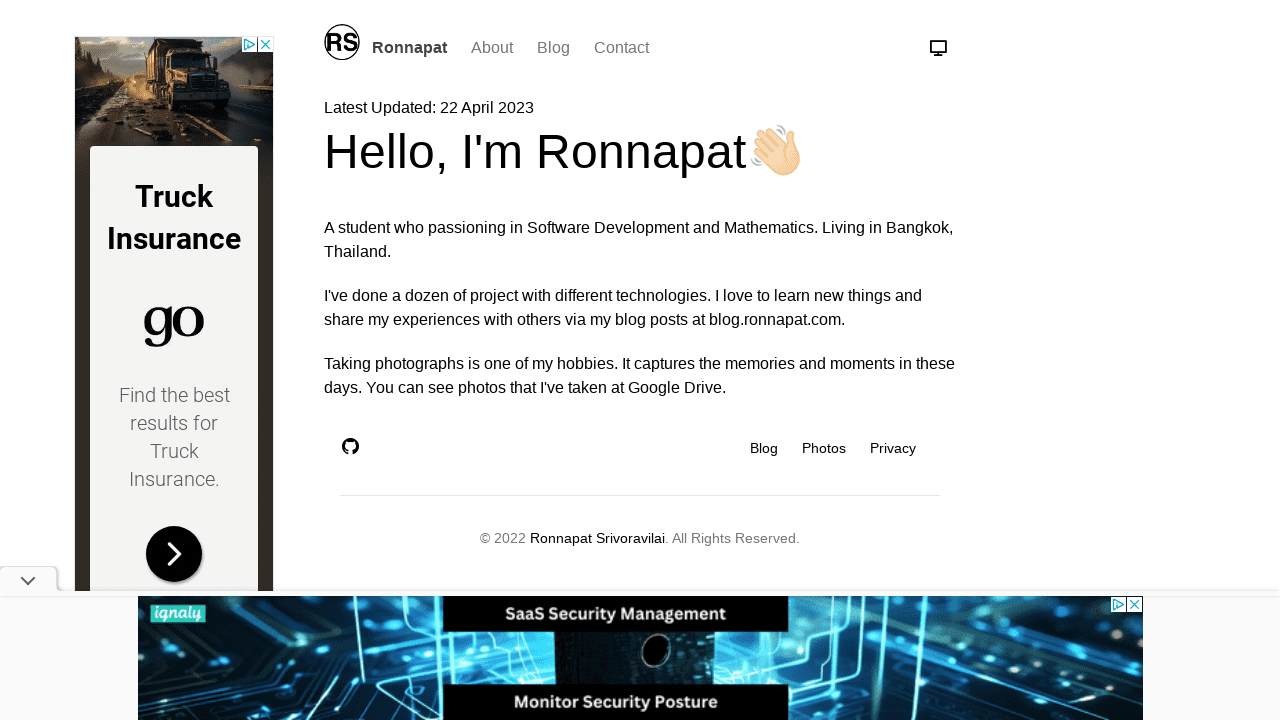 RS Ronnapat About Blog Contact
Latest Updated: 22 April 2023
Hello, I'm Ronnapat
A student who passioning in Software Development and Mathematics. Living in Bangkok,
Thailand.
I've done a dozen of project with different technologies. I love to learn new things and
share my experiences with others via my blog posts at blog.ronnapat.com.
Taking photographs is one of my hobbies. It captures the memories and moments in these
days. You can see photos that I've taken at Google Drive.
Blog Photos Privacy
© 2022 Ronnapat Srivoravilai. All Rights Reserved.
Truck
Insurance
go
Find the best
results for
Truck
Insurance.
ignaly
SaaS Security Management
Monitor Security Posture